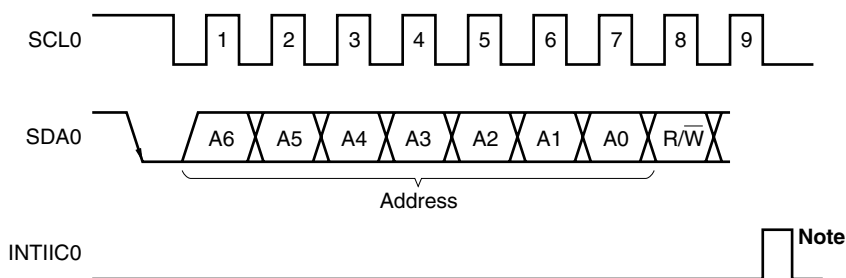 SCL0 1 2 3 4 5 6 7 8 9
SDA0 A6 A5 A4 A3 A2 A1 A0 R/W̅
Address
INTIIC0 Note